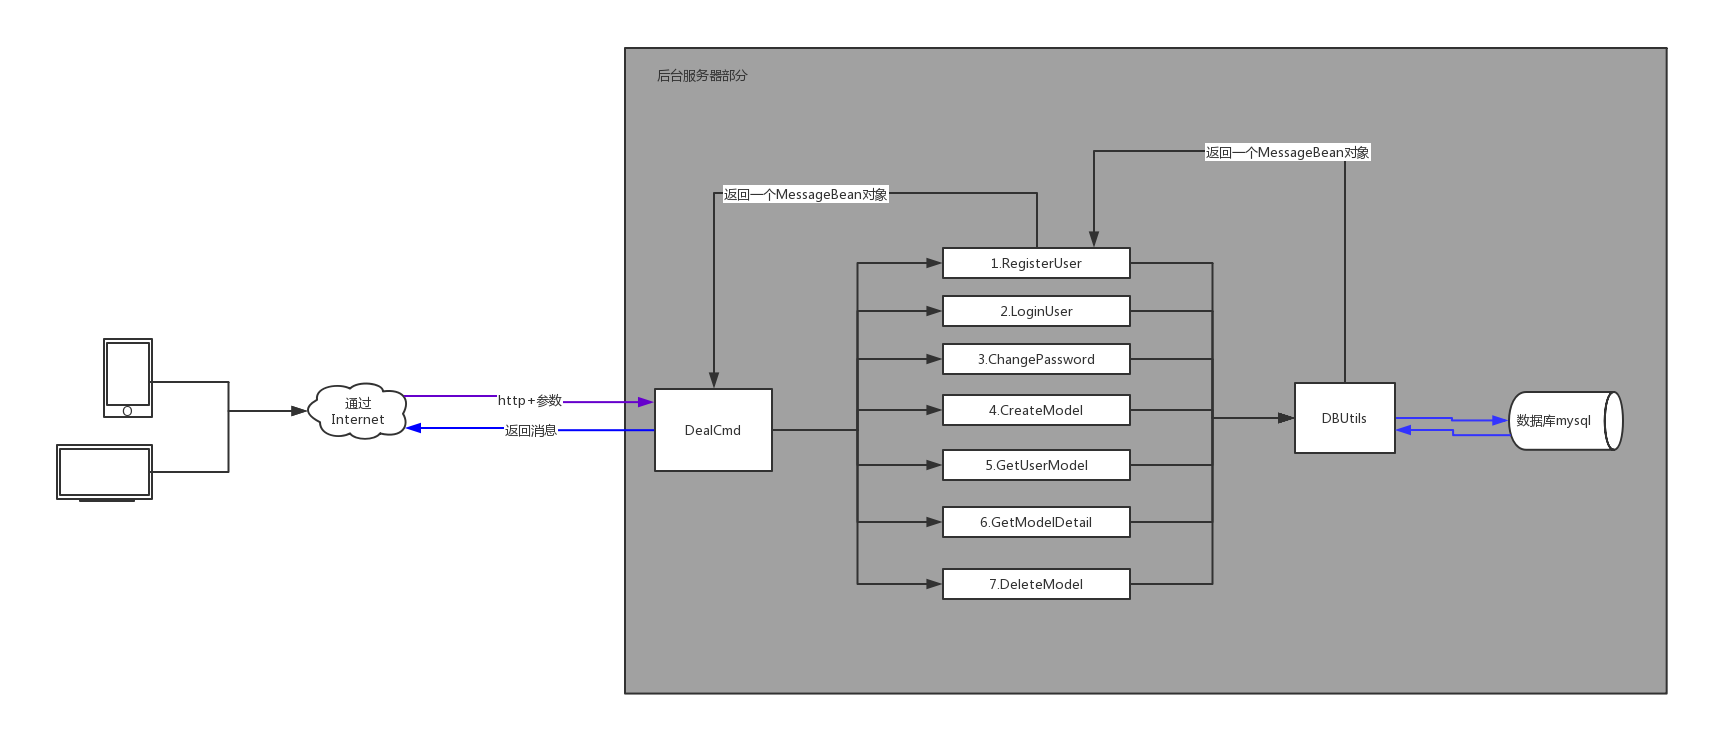 后台服务器部分
返回一个MessageBean对象
返回一个MessageBean对象
1.RegisterUser
2.LoginUser
3.ChangePassword
4.CreateModel
5.GetUserModel
6.GetModelDetail
7.DeleteModel
通过
Internet
http+参数
返回消息
DealCmd
DBUtils
数据库mysql